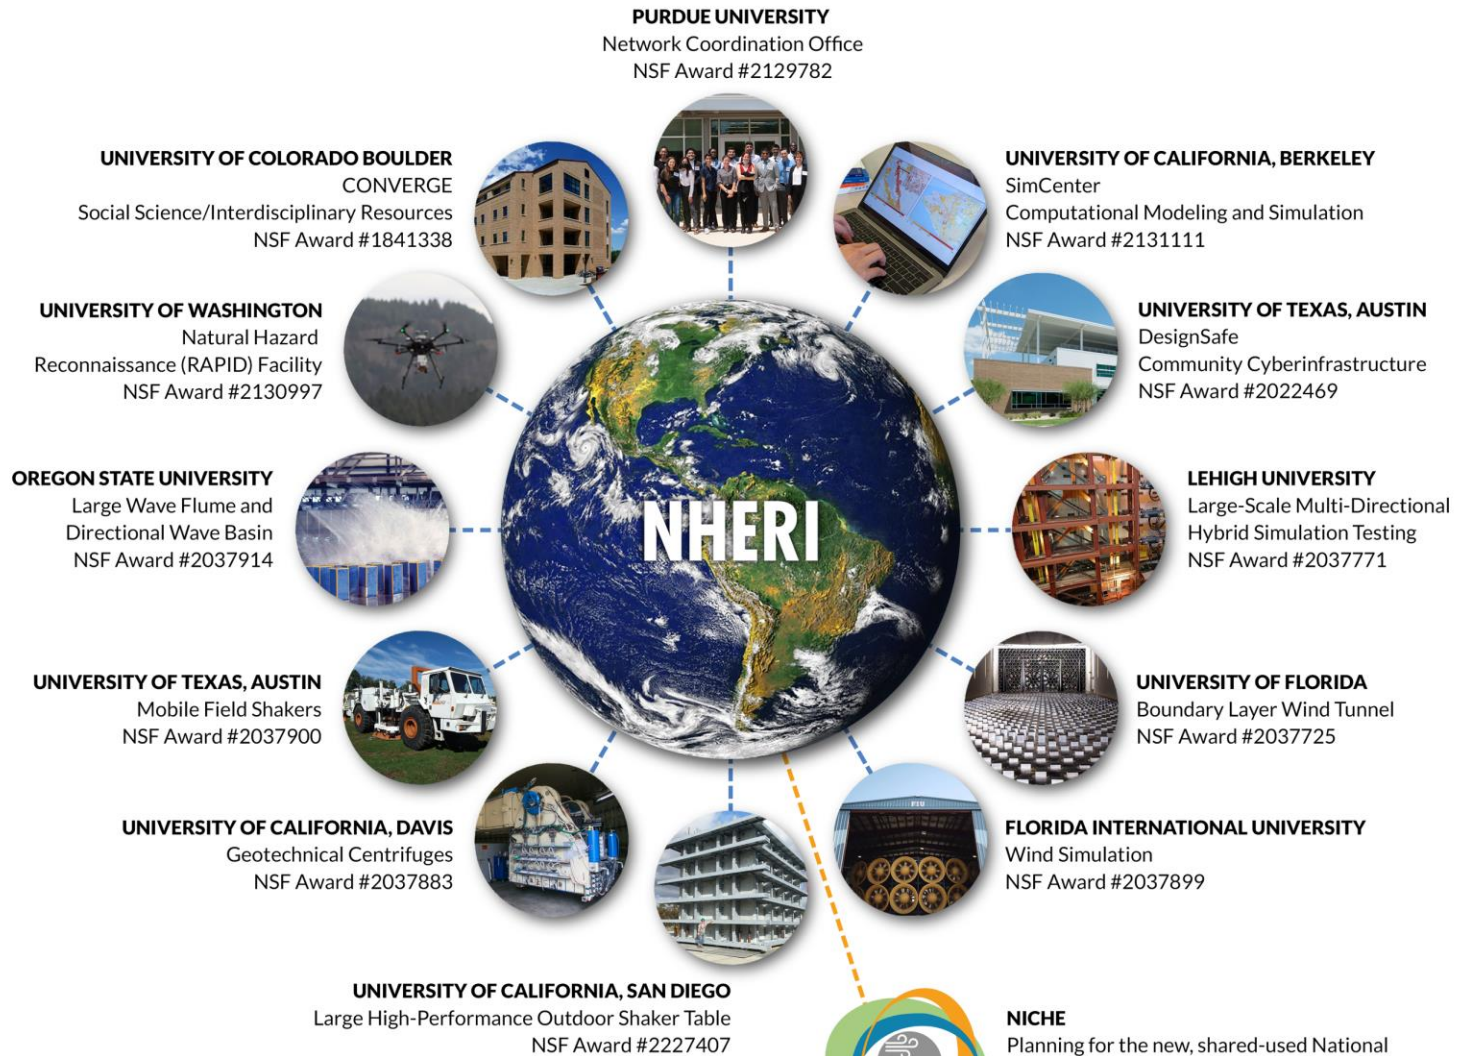 PURDUE UNIVERSITY
Network Coordination Office
NSF Award #2129782
UNIVERSITY OF COLORADO BOULDER
CONVERGE
Social Science/Interdisciplinary Resources
NSF Award #1841338
UNIVERSITY OF CALIFORNIA, BERKELEY
SimCenter
Computational Modeling and Simulation
NSF Award #2131111
UNIVERSITY OF WASHINGTON
Natural Hazard
Reconnaissance (RAPID) Facility
NSF Award #2130997
UNIVERSITY OF TEXAS, AUSTIN
DesignSafe
Community Cyberinfrastructure
NSF Award #2022469
OREGON STATE UNIVERSITY
Large Wave Flume and
Directional Wave Basin
NSF Award #2037914
NHERI
LEHIGH UNIVERSITY
Large-Scale Multi-Directional
Hybrid Simulation Testing
NSF Award #2037771
UNIVERSITY OF TEXAS, AUSTIN
Mobile Field Shakers
NSF Award #2037900
UNIVERSITY OF FLORIDA
Boundary Layer Wind Tunnel
NSF Award #2037725
UNIVERSITY OF CALIFORNIA, DAVIS
Geotechnical Centrifuges
NSF Award #2037883
FIU
FLORIDA INTERNATIONAL UNIVERSITY
Wind Simulation
NSF Award #2037899
UNIVERSITY OF CALIFORNIA, SAN DIEGO
Large High-Performance Outdoor Shaker Table
NSF Award #2227407
NICHE
Planning for the new, shared-used National